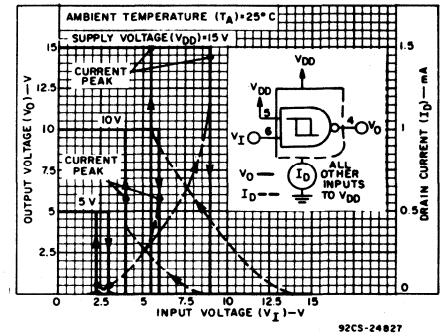 AMBIENT TEMPERATURE (TA)=25°C
SUPPLY VOLTAGE (VDD)=15 V
CURRENT
PEAK
10V
CURRENT
PEAK
5V
OUTPUT VOLTAGE (VO)—V
15
12.5
10
7.5
5
2.5
0
2.5
5
7.5
10
12.5
15
INPUT VOLTAGE (VI)—V
1.5
1
0.5
0
DRAIN CURRENT (ID)—mA
VDD
VDD
VI
5
6
4
VO
ID
ALL
OTHER
INPUTS
TO VDD
VO —
ID ---
92CS-24827